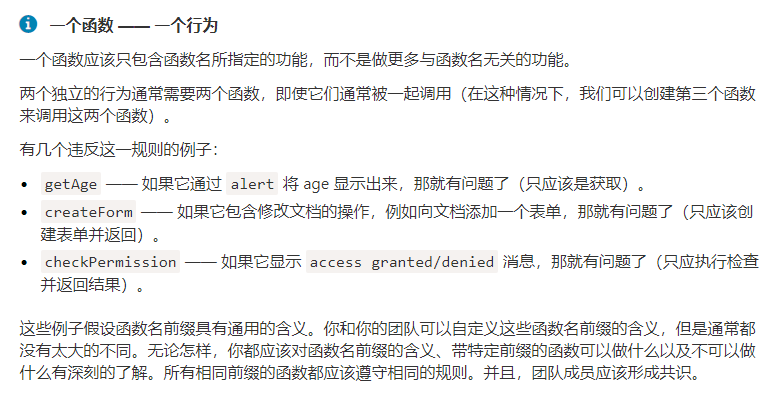 一个函数 —— 一个行为
一个函数应该只包含函数名所指定的功能，而不是做更多与函数名无关的功能。
两个独立的行为通常需要两个函数，即使它们通常被一起调用（在这种情况下，我们可以创建第三个函数
来调用这两个函数）。
有几个违反这一规则的例子：
getAge —— 如果它通过 alert 将 age 显示出来，那就有问题了（只应该是获取）。
createForm —— 如果它包含修改文档的操作，例如向文档添加一个表单，那就有问题了（只应该创
建表单并返回）。
checkPermission —— 如果它显示 access granted/denied 消息，那就有问题了（只应执行检查
并返回结果）。
这些例子假设函数名前缀具有通用的含义。你和你的团队可以自定义这些函数名前缀的含义，但是通常都
没有太大的不同。无论怎样，你都应该对函数名前缀的含义、带特定前缀的函数可以做什么以及不可以做
什么有深刻的了解。所有相同前缀的函数都应该遵守相同的规则。并且，团队成员应该形成共识。